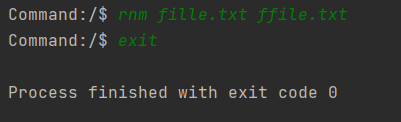 Command:/$ rnm fille.txt ffile.txt
Command:/$ exit
Process finished with exit code 0